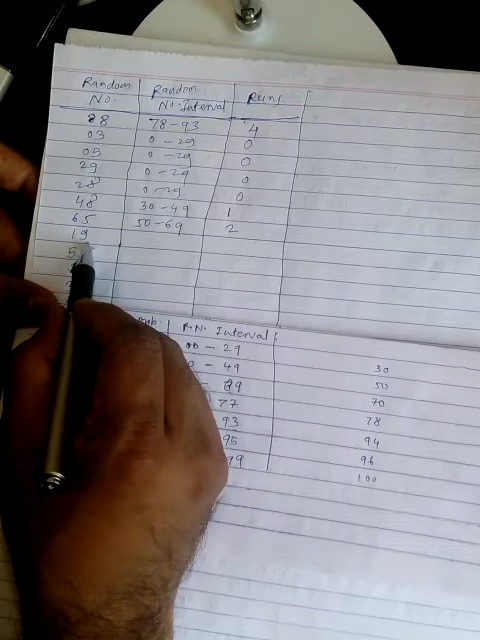 Random No. Random No. Interval Runs
88 78-93 4
03 0-29 0
05 0-29 0
29 0-29 0
28 0-29 0
48 30-49 1
65 50-69 2
19
5
R.N. Interval
00 - 29 30
- 49 50
- 69 70
77 78
93 94
95 96
99 100